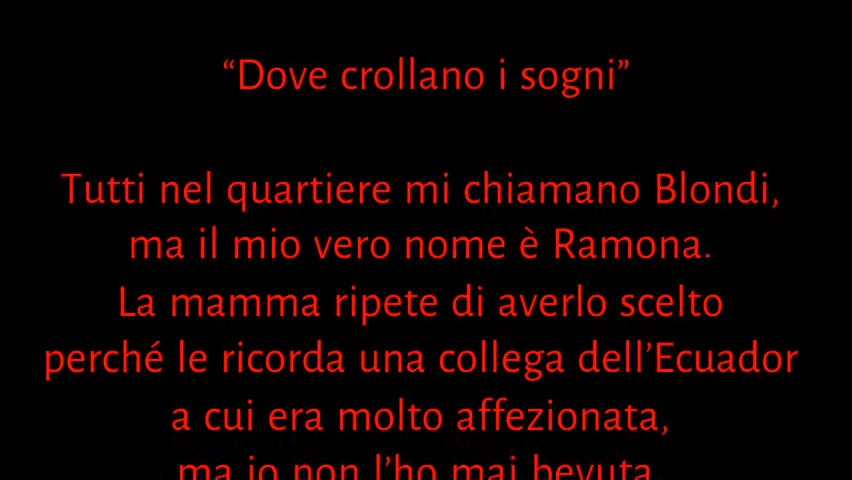 “Dove crollano i sogni”
Tutti nel quartiere mi chiamano Blondi,
ma il mio vero nome è Ramona.
La mamma ripete di averlo scelto
perché le ricorda una collega dell’Ecuador
a cui era molto affezionata,
ma io non l’ho mai bevuta